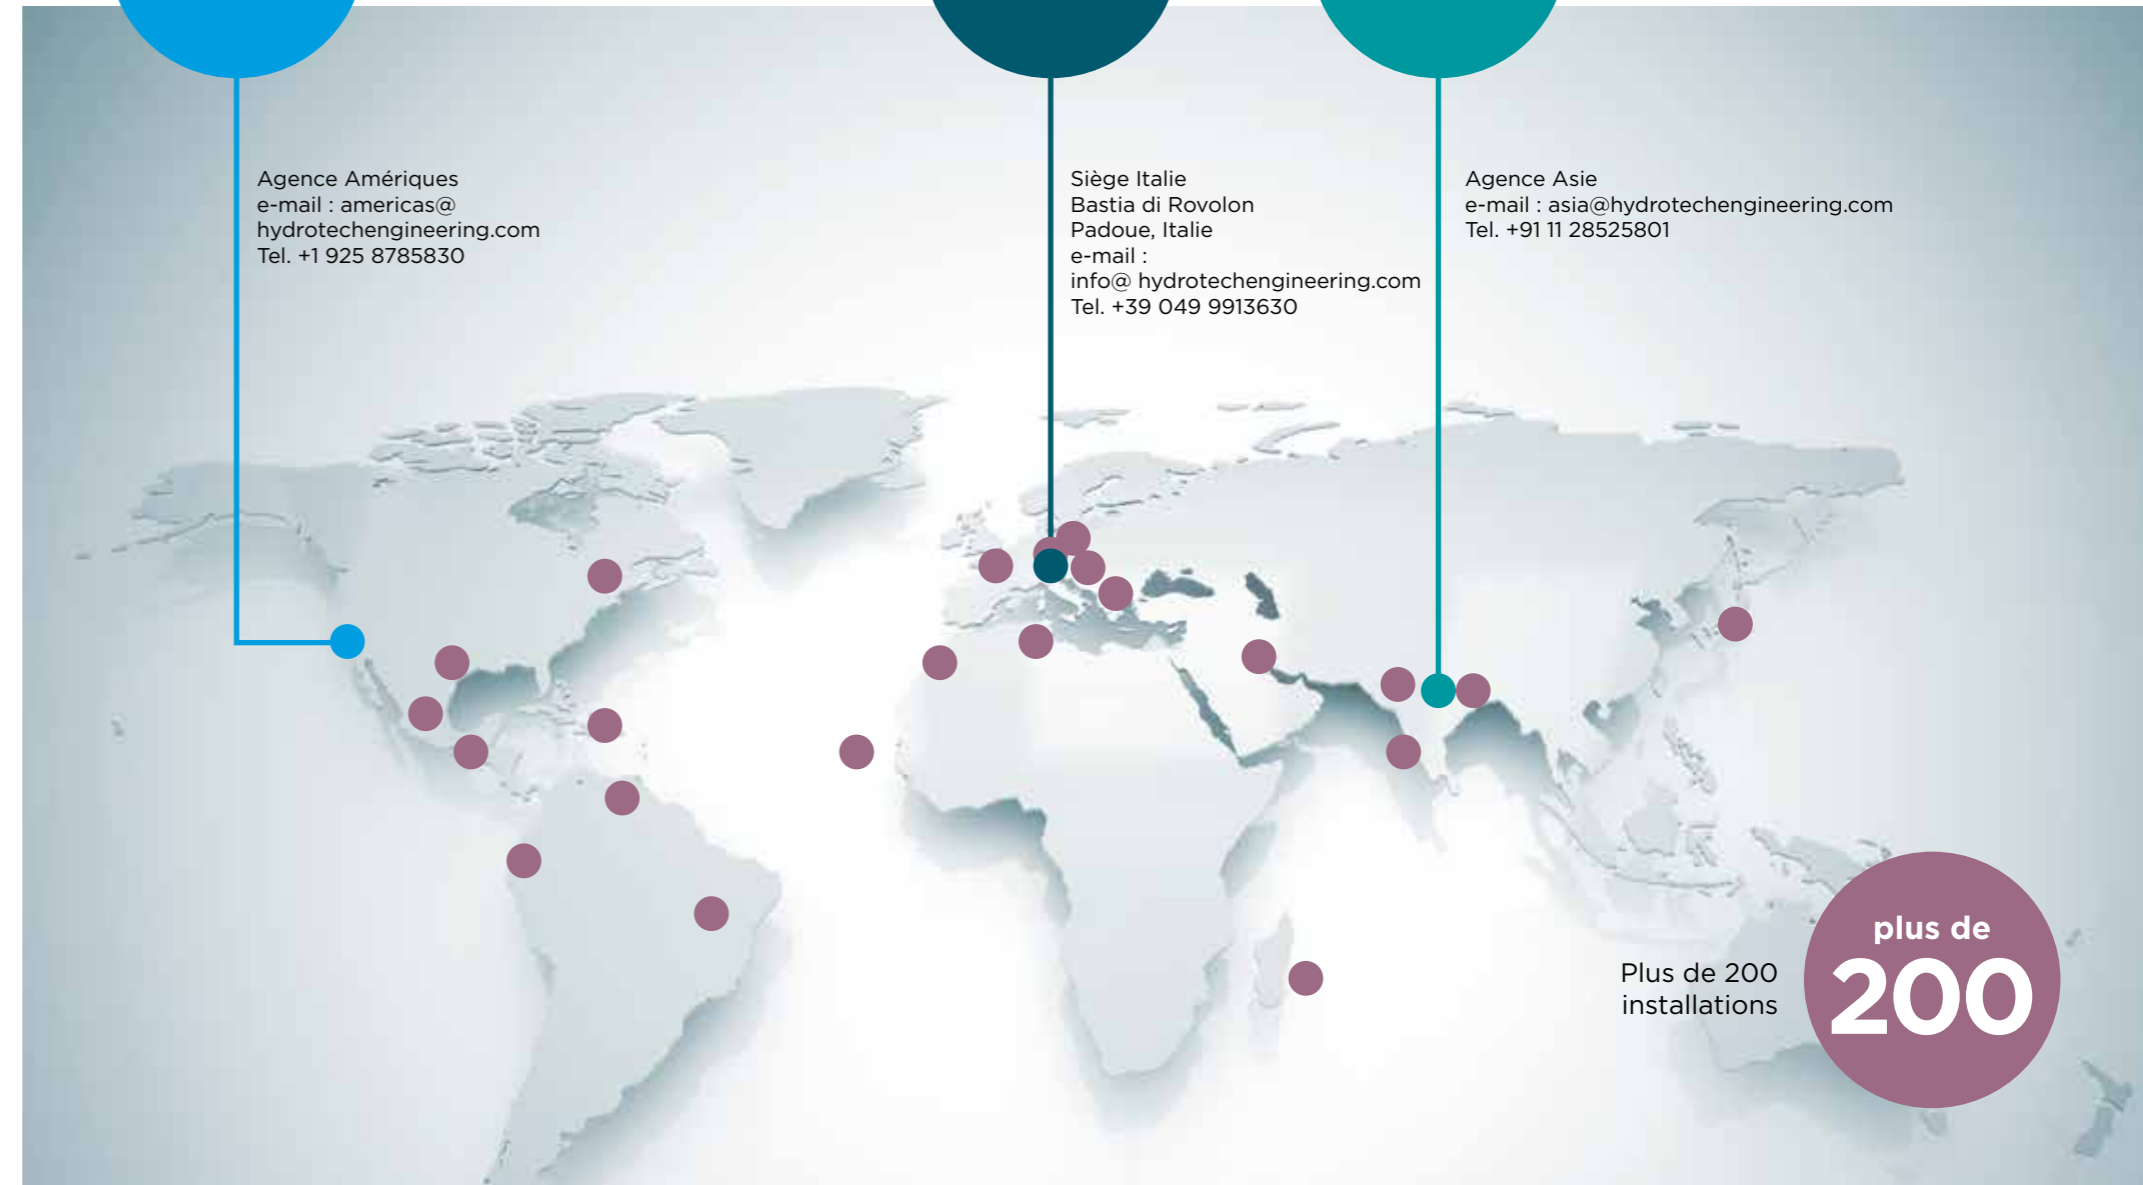 Agence Amériques
e-mail : americas@
hydrotechengineering.com
Tel. +1 925 8785830
Siège Italie
Bastia di Rovolon
Padoue, Italie
e-mail :
info@ hydrotechengineering.com
Tel. +39 049 9913630
Agence Asie
e-mail : asia@hydrotechengineering.com
Tel. +91 11 28525801
Plus de 200
installations
plus de
200